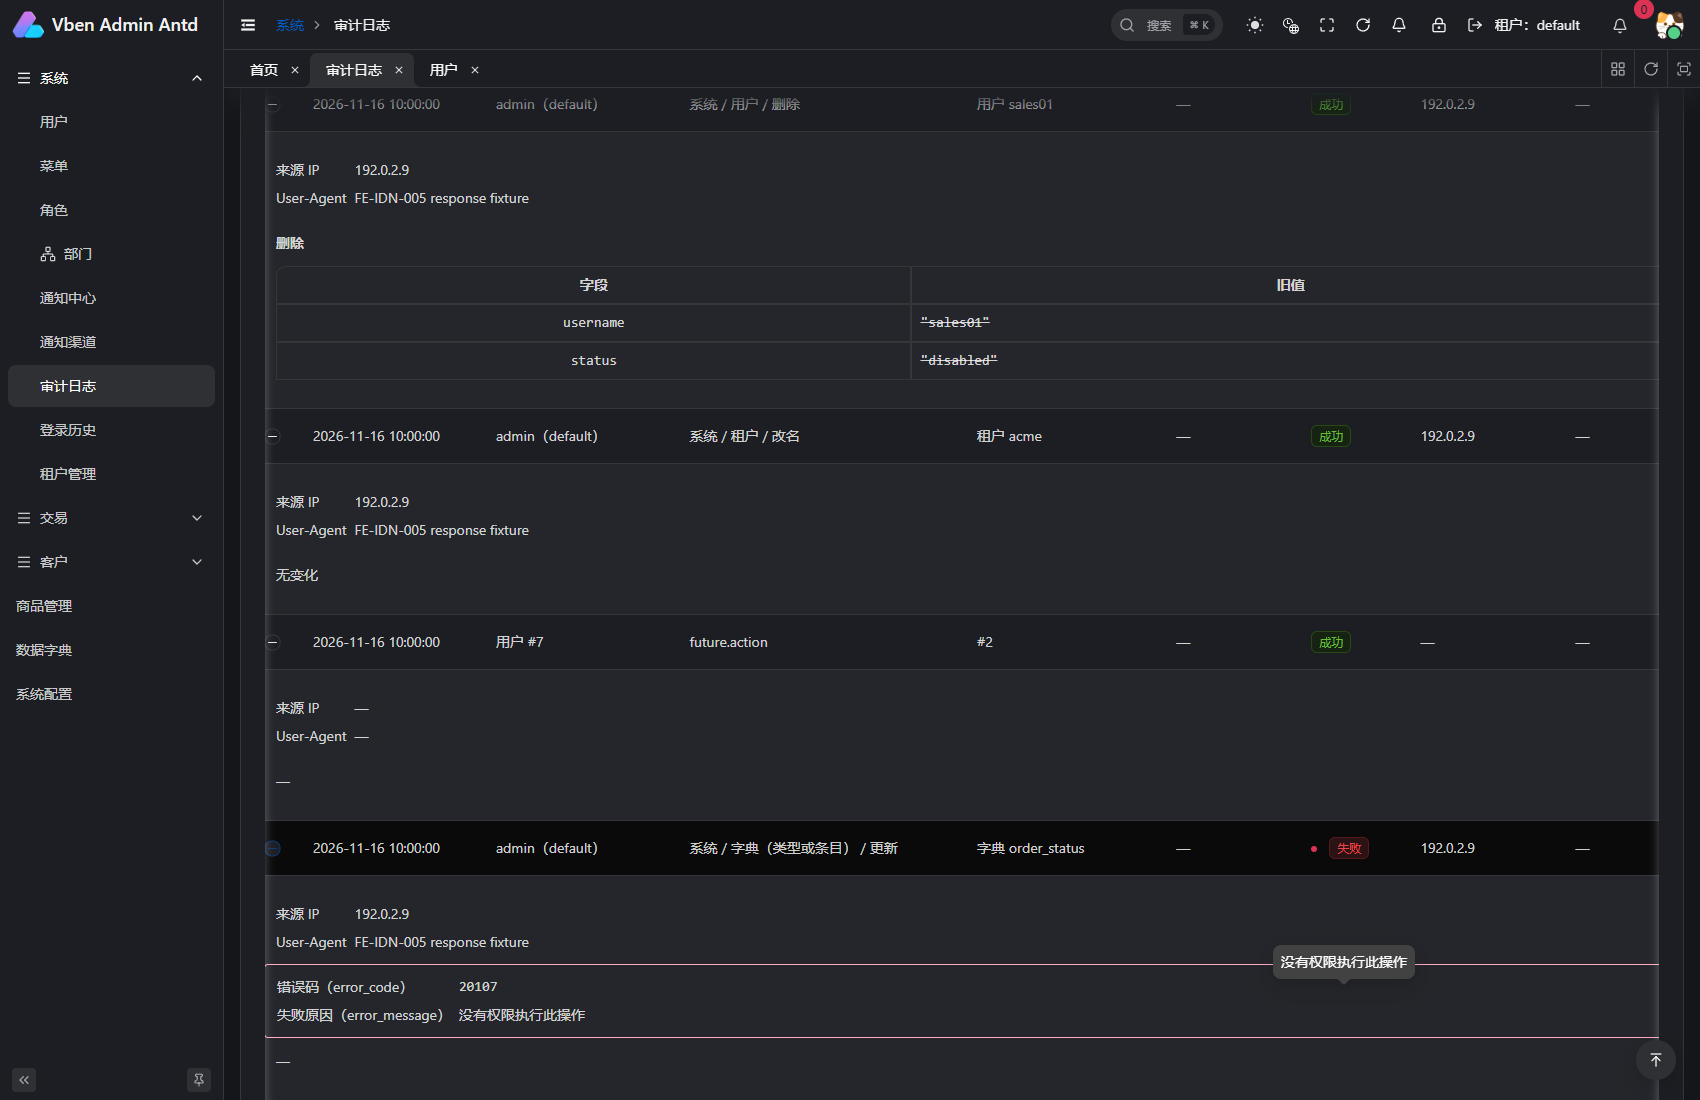 Vben Admin Antd
系统 > 审计日志
搜索 ⌘ K
租户：default
0
首页 ×
审计日志 ×
用户 ×
系统
用户
菜单
角色
部门
通知中心
通知渠道
审计日志
登录历史
租户管理
交易
客户
商品管理
数据字典
系统配置
2026-11-16 10:00:00 admin（default） 系统 / 用户 / 删除 用户 sales01 — 成功 192.0.2.9 —
来源 IP 192.0.2.9
User-Agent FE-IDN-005 response fixture
删除
字段 旧值
username "sales01"
status "disabled"
2026-11-16 10:00:00 admin（default） 系统 / 租户 / 改名 租户 acme — 成功 192.0.2.9 —
来源 IP 192.0.2.9
User-Agent FE-IDN-005 response fixture
无变化
2026-11-16 10:00:00 用户 #7 future.action #2 — 成功 — —
来源 IP —
User-Agent —
—
2026-11-16 10:00:00 admin（default） 系统 / 字典（类型或条目） / 更新 字典 order_status — 失败 192.0.2.9 —
来源 IP 192.0.2.9
User-Agent FE-IDN-005 response fixture
没有权限执行此操作
错误码（error_code） 20107
失败原因（error_message） 没有权限执行此操作
—